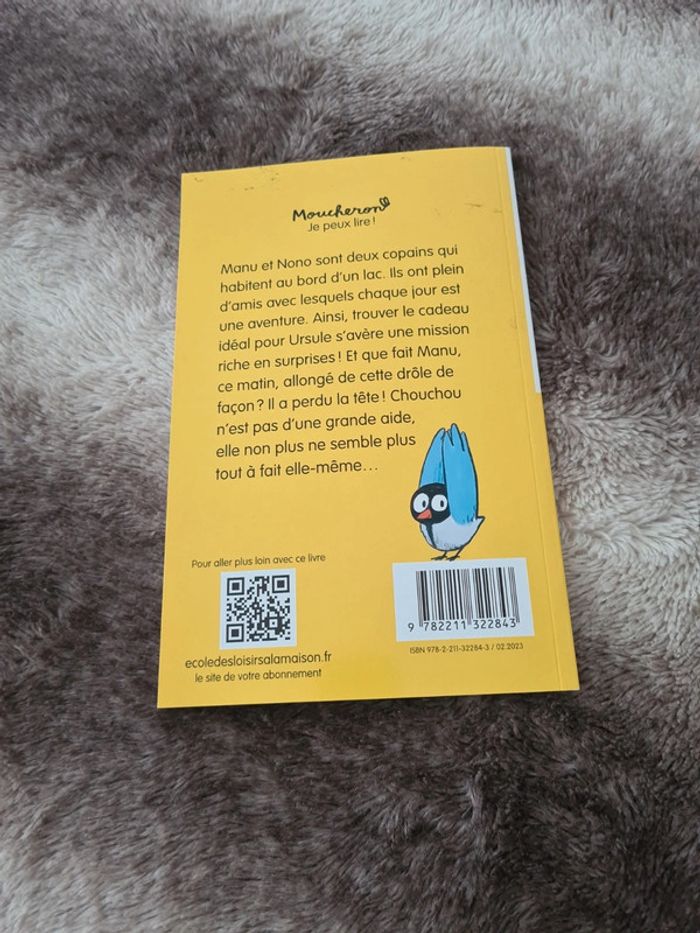 Moucheron
Je peux lire !
Manu et Nono sont deux copains qui
habitent au bord d'un lac. Ils ont plein
d'amis avec lesquels chaque jour est
une aventure. Ainsi, trouver le cadeau
idéal pour Ursule s'avère une mission
riche en surprises ! Et que fait Manu,
ce matin, allongé de cette drôle de
façon ? Il a perdu la tête ! Chouchou
n'est pas d'une grande aide,
elle non plus ne semble plus
tout à fait elle-même…
Pour aller plus loin avec ce livre
ecoledesloisirsalamaison.fr
le site de votre abonnement
9 782211 322843
ISBN 978-2-211-32284-3 / 02.2023